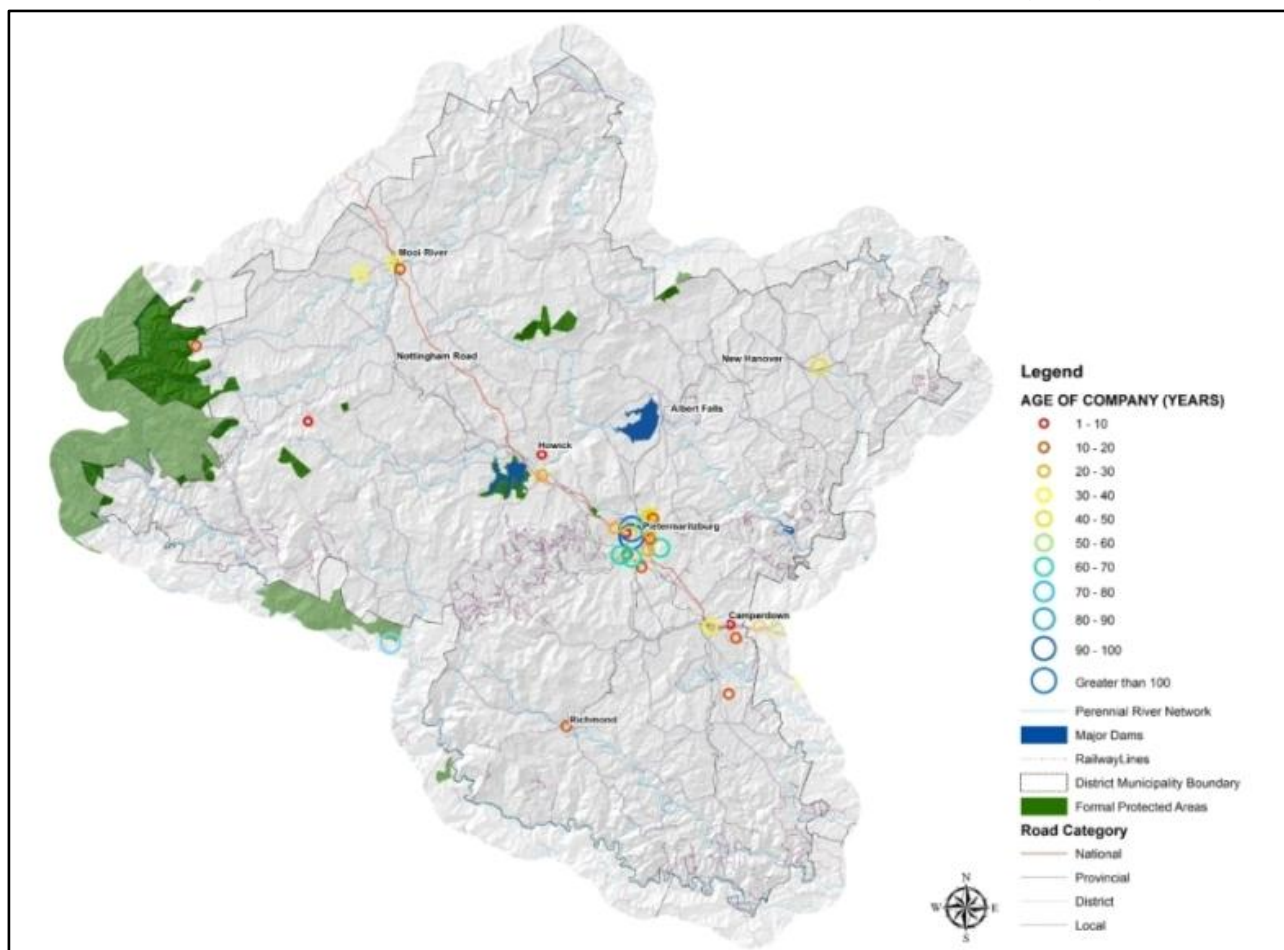 Mooi River
Nottingham Road
New Hanover
Albert Falls
Howick
Pietermaritzburg
Camperdown
Richmond
Legend
AGE OF COMPANY (YEARS)
1 - 10
10 - 20
20 - 30
30 - 40
40 - 50
50 - 60
60 - 70
70 - 80
80 - 90
90 - 100
Greater than 100
Perennial River Network
Major Dams
RailwayLines
District Municipality Boundary
Formal Protected Areas
Road Category
National
Provincial
District
Local
N
W E
S